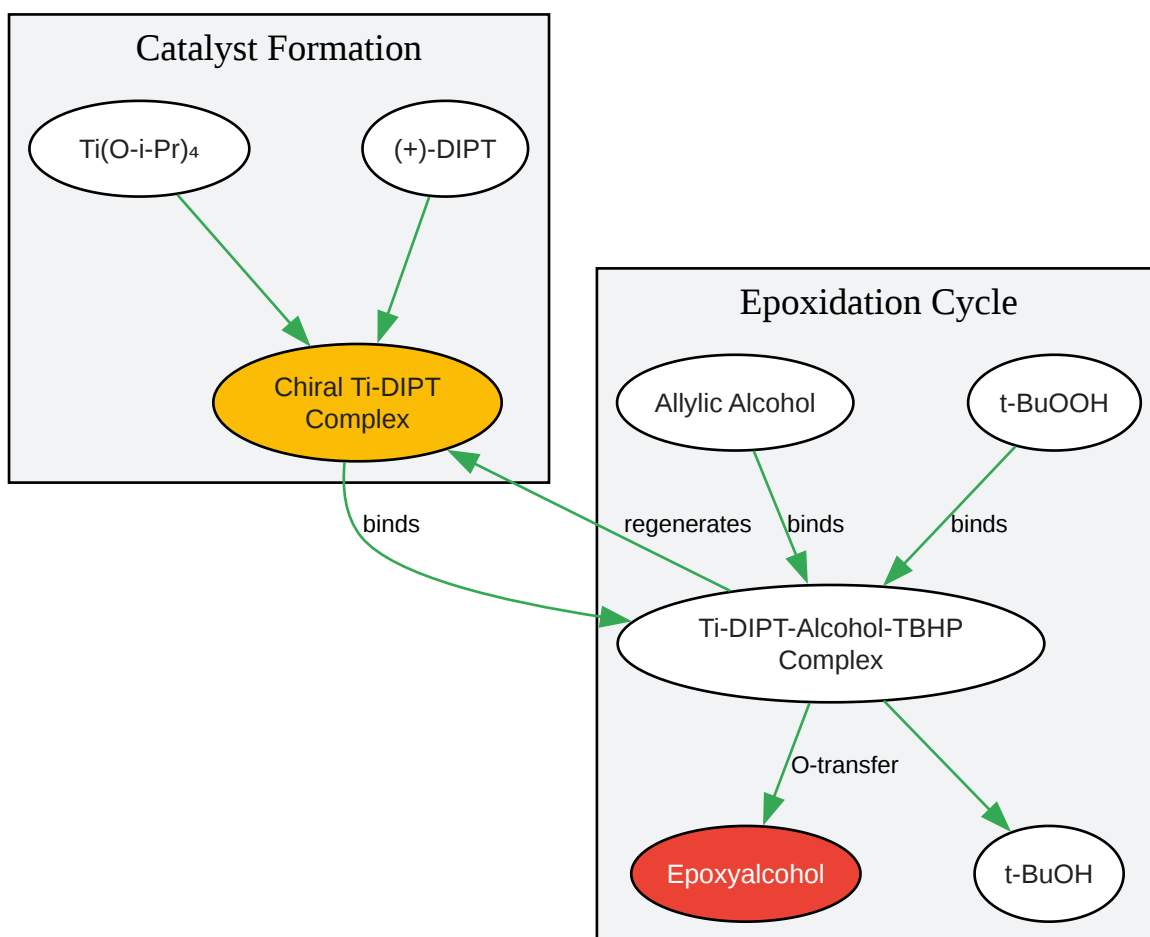 Catalyst Formation
Ti(O-i-Pr)₄
(+)-DIPT
Chiral Ti-DIPT
Complex
Epoxidation Cycle
Allylic Alcohol
t-BuOOH
binds
regenerates
binds
binds
Ti-DIPT-Alcohol-TBHP
Complex
O-transfer
Epoxyalcohol
t-BuOH